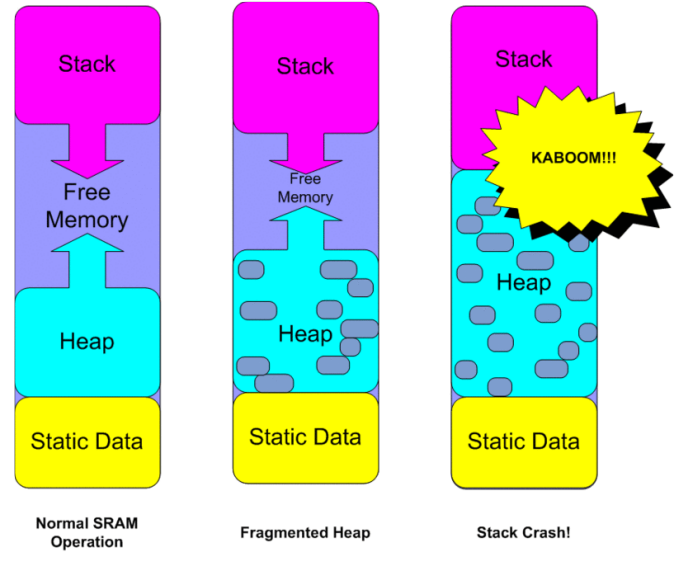 Stack
Free
Memory
Heap
Static Data
Normal SRAM
Operation
Stack
Free
Memory
Heap
Static Data
Fragmented Heap
Stack
KABOOM!!!
Heap
Static Data
Stack Crash!